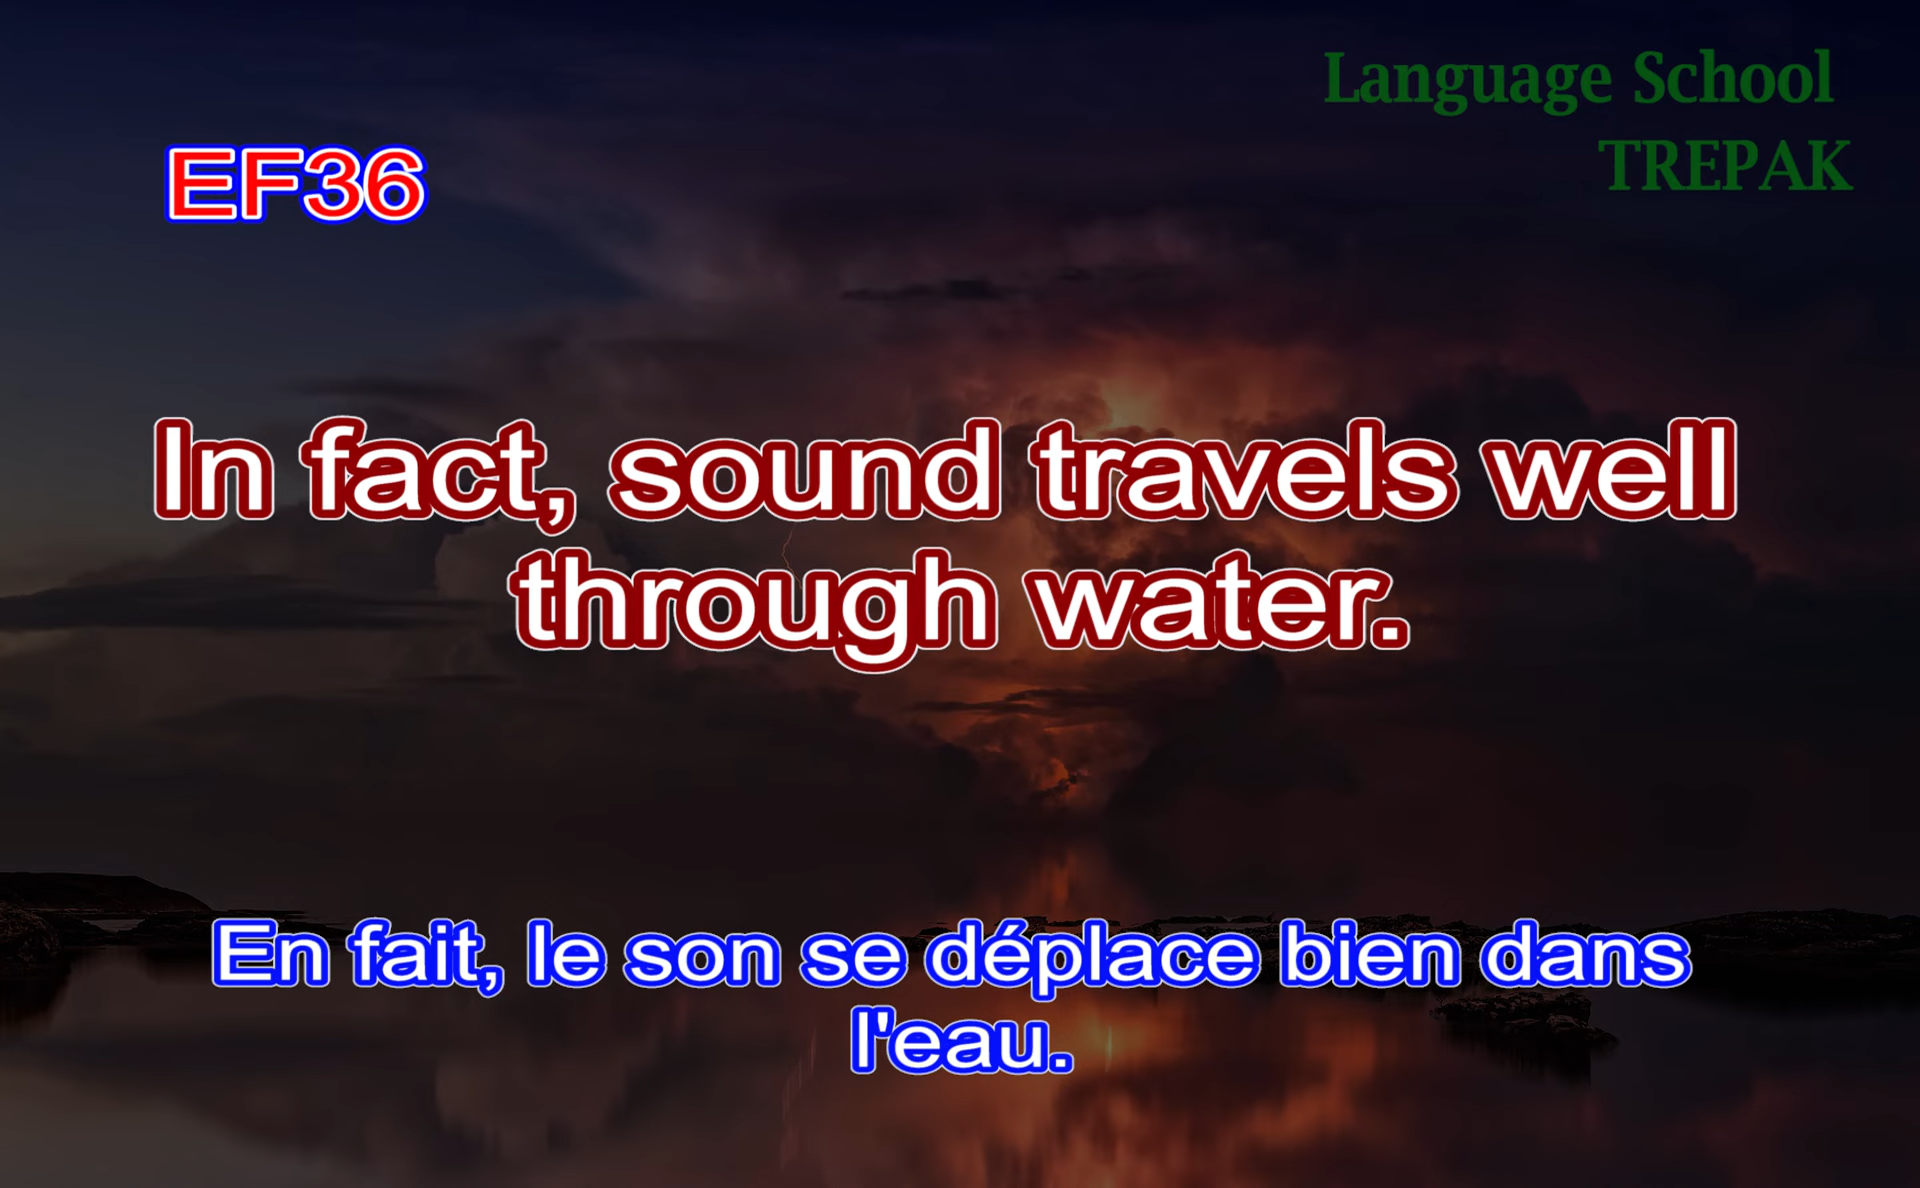 Language School
TREPAK
EF36
In fact, sound travels well
through water.
En fait, le son se déplace bien dans
l'eau.